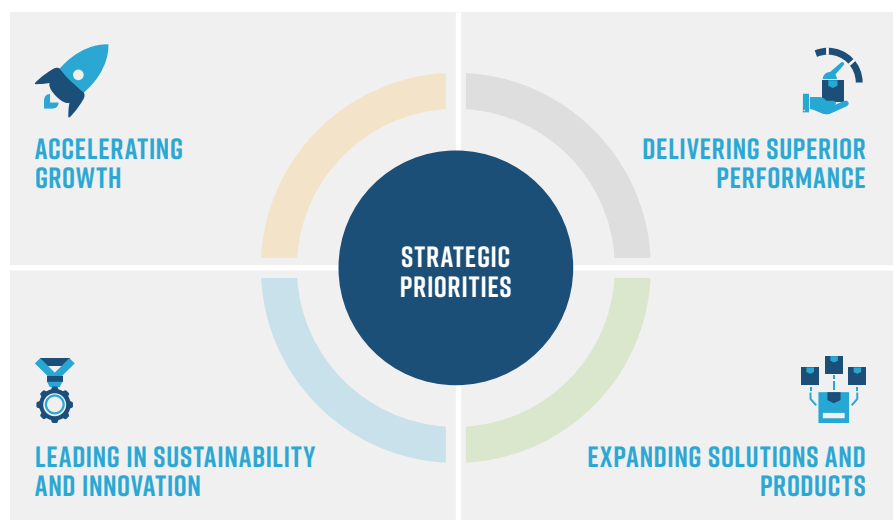 ACCELERATING
GROWTH
DELIVERING SUPERIOR
PERFORMANCE
STRATEGIC
PRIORITIES
LEADING IN SUSTAINABILITY
AND INNOVATION
EXPANDING SOLUTIONS AND
PRODUCTS